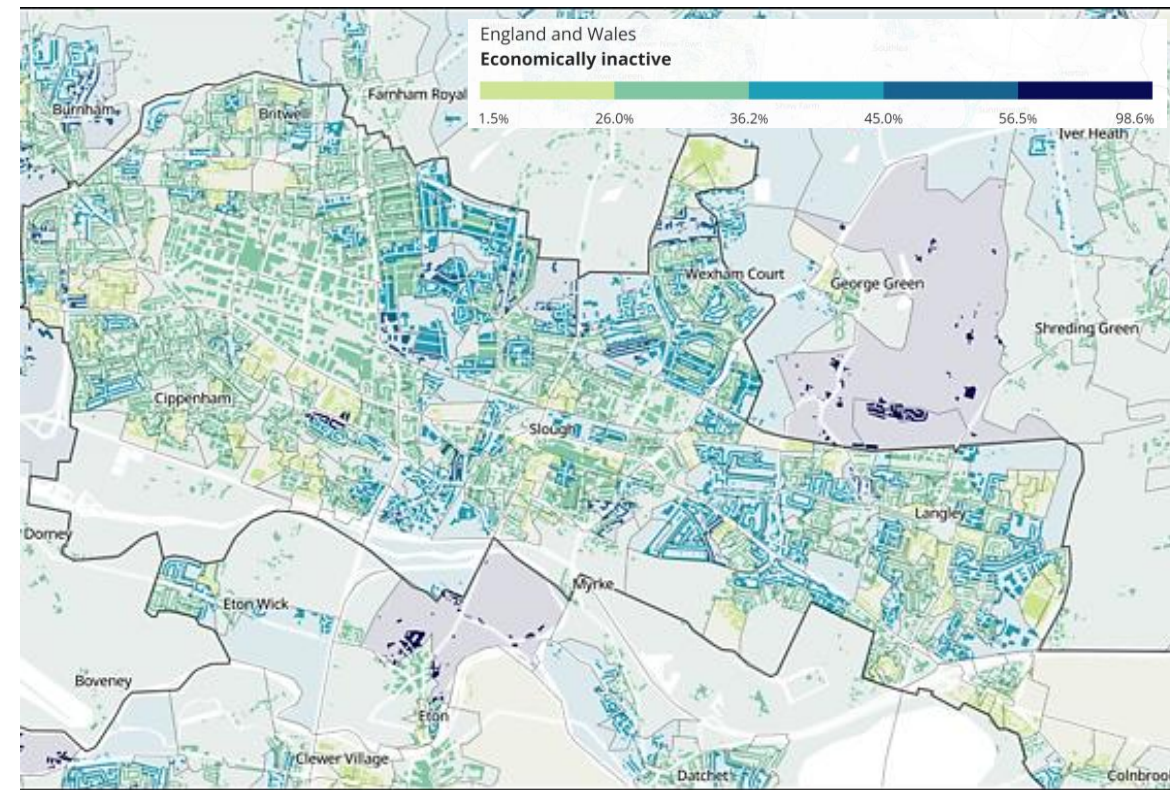 England and Wales
Economically inactive
1.5% 26.0% 36.2% 45.0% 56.5% 98.6%
Burnham
Britwell
Farnham Royal
Iver Heath
Wexham Court
George Green
Shreding Green
Cippenham
Slough
Langley
Dorney
Eton Wick
Myrke
Boveney
Eton
Clewer Village
Datchet
Colnbroo